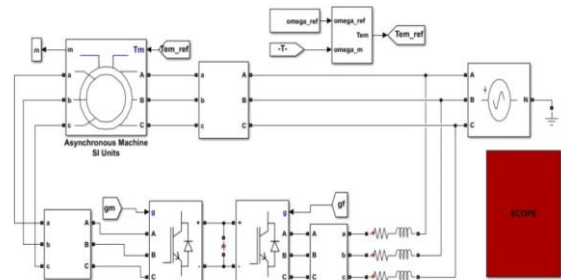 omega_ref
omega_ref
Tem
Tem_ref
-T-
omega_m
m
m
Tm
Tem_ref
a
A
a
A
b
B
b
B
B
N
c
C
c
C
C
Asynchronous Machine
SI Units
SCOPE
gm
g
g
gf
a
A
A
+
+
A
a
b
B
B
B
b
c
C
C
-
-
C
c